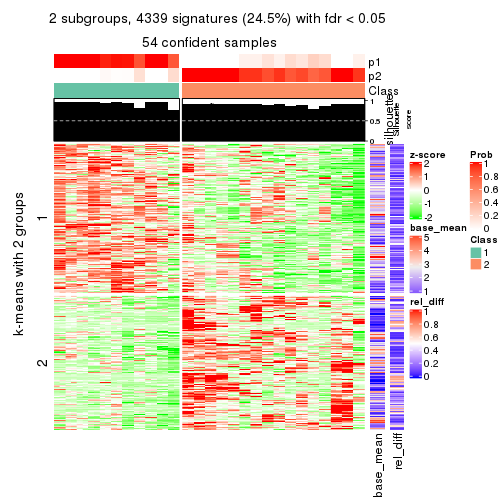 2 subgroups, 4339 signatures (24.5%) with fdr < 0.05
54 confident samples
p1
p2
Class
silhouette
Silhouette
score
1
0.5
0
k-means with 2 groups
1
2
base_mean
rel_diff
z-score
2
1
0
-1
-2
base_mean
5
4
3
2
1
rel_diff
1
0.8
0.6
0.4
0.2
0
Prob
1
0.8
0.6
0.4
0.2
0
Class
1
2